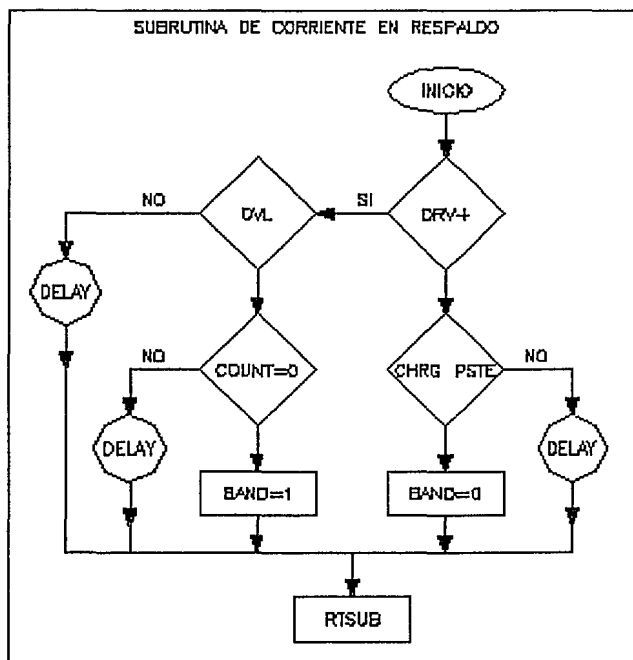 SUBRUTINA DE CORRIENTE EN RESPALDO
INICIO
NO
OVL
SI
DRV+
DELAY
NO
COUNT=0
CHRG PSTE
NO
DELAY
DELAY
BAND=1
BAND=0
RTSUB